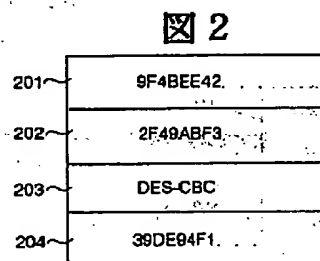 図 2
201 9F4BEE42. . . . .
202 2F49ABF3. . . .
203 DES-CBC
204 39DE94F1. . .